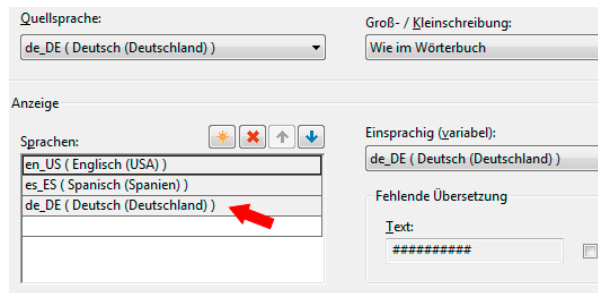 Quellsprache:
Groß- / Kleinschreibung:
de_DE ( Deutsch (Deutschland) )
Wie im Wörterbuch
Anzeige
Sprachen:
Einsprachig (variabel):
en_US ( Englisch (USA) )
de_DE ( Deutsch (Deutschland) )
es_ES ( Spanisch (Spanien) )
de_DE ( Deutsch (Deutschland) )
Fehlende Übersetzung
Text:
##########